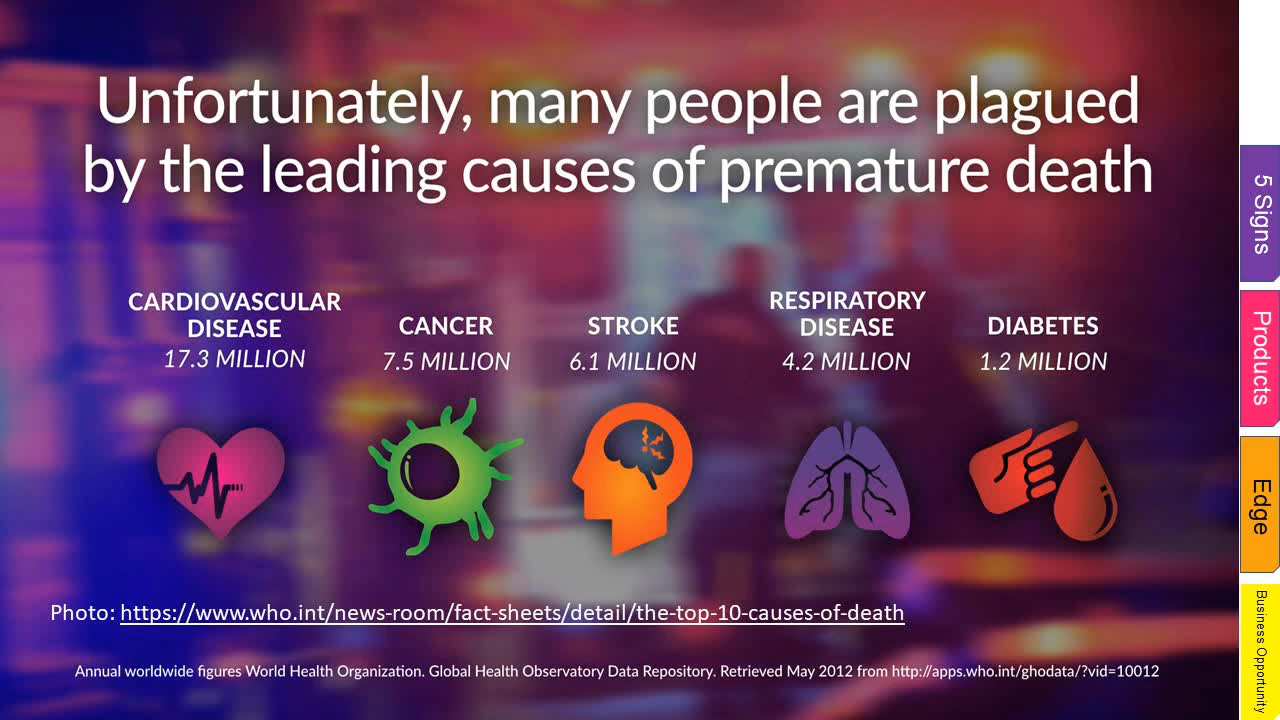 Unfortunately, many people are plagued
by the leading causes of premature death
CARDIOVASCULAR
DISEASE
17.3 MILLION
CANCER
7.5 MILLION
STROKE
6.1 MILLION
RESPIRATORY
DISEASE
4.2 MILLION
DIABETES
1.2 MILLION
Photo: https://www.who.int/news-room/fact-sheets/detail/the-top-10-causes-of-death
Annual worldwide figures World Health Organization. Global Health Observatory Data Repository. Retrieved May 2012 from http://apps.who.int/ghodata/?vid=10012
5 Signs
Products
Edge
Business Opportunity